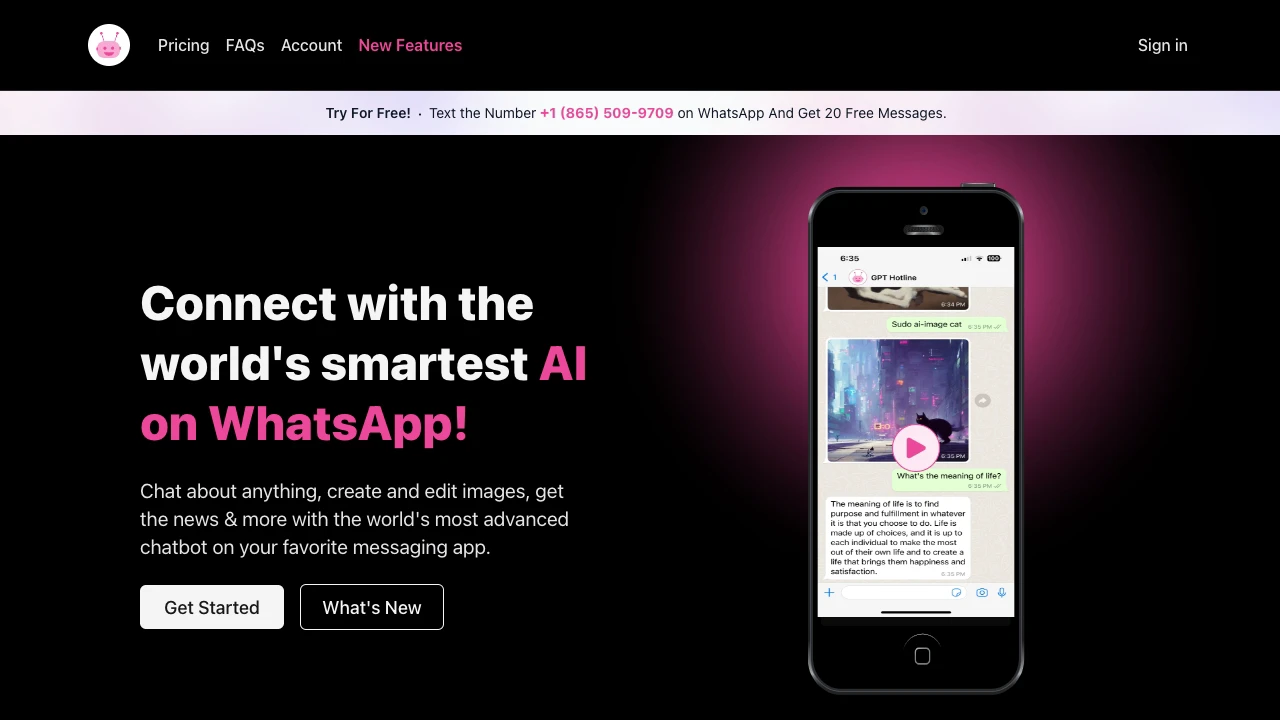 Pricing FAQs Account New Features Sign in
Try For Free! · Text the Number +1 (865) 509-9709 on WhatsApp And Get 20 Free Messages.
Connect with the
world's smartest AI
on WhatsApp!
Chat about anything, create and edit images, get
the news & more with the world's most advanced
chatbot on your favorite messaging app.
Get Started What's New
6:35 100
1 GPT Hotline
6:34 PM
Sudo ai-image cat 6:35 PM
6:35 PM
What's the meaning of life?
6:35 PM
The meaning of life is to find
purpose and fulfillment in whatever
it is that you choose to do. Life is
made up of choices, and it is up to
each individual to make the most
out of their own life and to create a
life that brings them happiness and
satisfaction. 6:35 PM